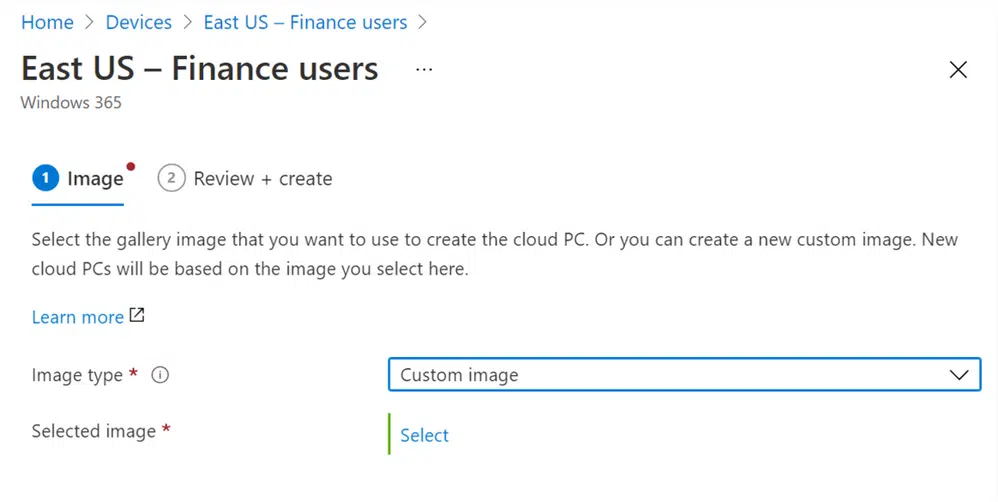 Home > Devices > East US – Finance users >
East US – Finance users ...
Windows 365
1 Image 2 Review + create
Select the gallery image that you want to use to create the cloud PC. Or you can create a new custom image. New
cloud PCs will be based on the image you select here.
Learn more
Image type *
Custom image
Selected image *
Select